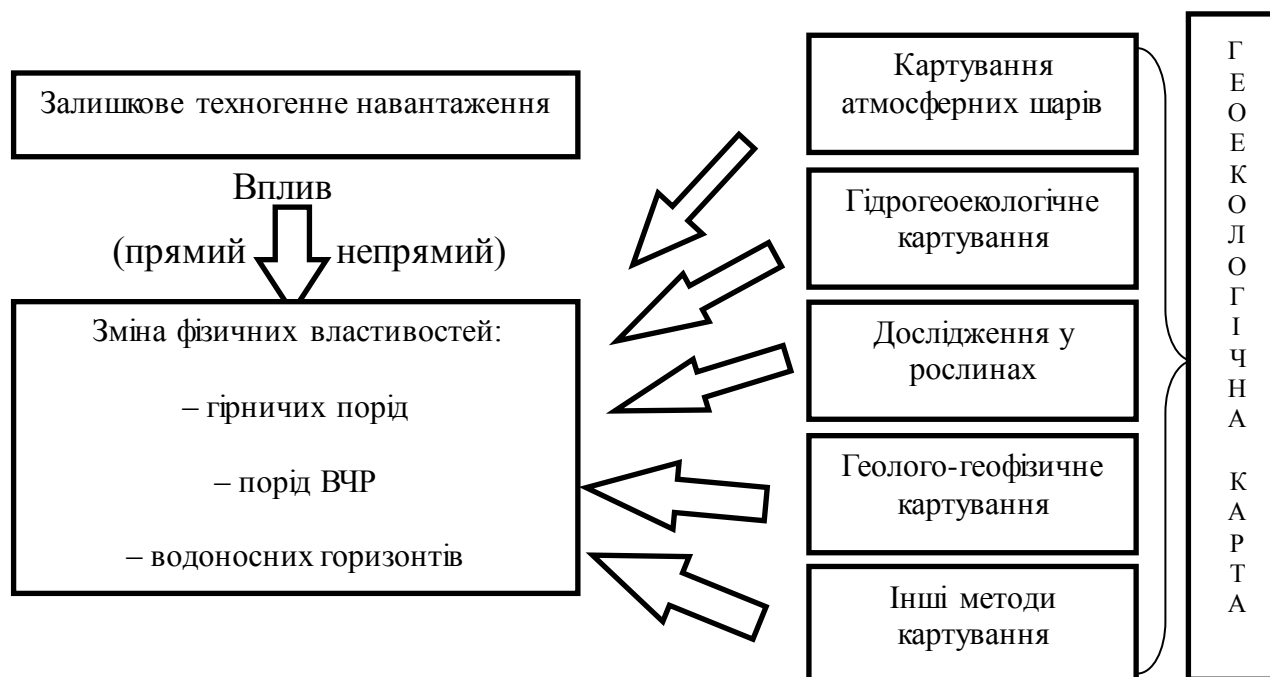 Залишкове техногенне навантаження
Вплив
(прямий непрямий)
Зміна фізичних властивостей:
– гірничих порід
– порід ВЧР
– водоносних горизонтів
Картування
атмосферних шарів
Гідрогеоекологічне
картування
Дослідження у
рослинах
Геолого-геофізичне
картування
Інші методи
картування
Г
Е
О
Е
К
О
Л
О
Г
І
Ч
Н
А
К
А
Р
Т
А